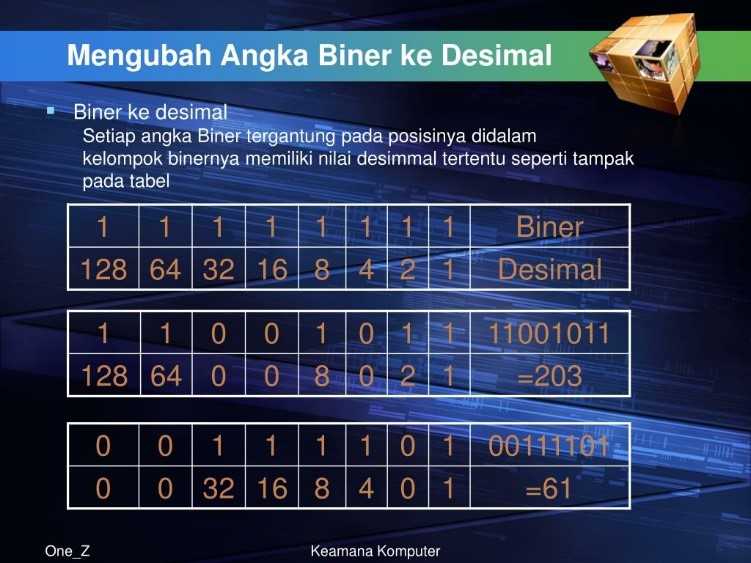 Mengubah Angka Biner ke Desimal
Biner ke desimal
Setiap angka Biner tergantung pada posisinya didalam
kelompok binernya memiliki nilai desimmal tertentu seperti tampak
pada tabel
1 1 1 1 1 1 1 1 Biner
128 64 32 16 8 4 2 1 Desimal
1 1 0 0 1 0 1 1 11001011
128 64 0 0 8 0 2 1 =203
0 0 1 1 1 1 0 1 00111101
0 0 32 16 8 4 0 1 =61
One_Z Keamana Komputer